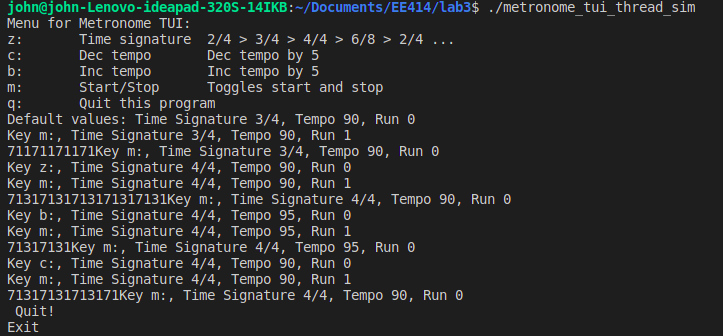 john@john-Lenovo-ideapad-320S-14IKB:~/Documents/EE414/lab3$ ./metronome_tui_thread_sim
Menu for Metronome TUI:
z:       Time signature  2/4 > 3/4 > 4/4 > 6/8 > 2/4 ...
c:       Dec tempo       Dec tempo by 5
b:       Inc tempo       Inc tempo by 5
m:       Start/Stop      Toggles start and stop
q:       Quit this program
Default values: Time Signature 3/4, Tempo 90, Run 0
Key m:, Time Signature 3/4, Tempo 90, Run 1
71171171171Key m:, Time Signature 3/4, Tempo 90, Run 0
Key z:, Time Signature 4/4, Tempo 90, Run 0
Key m:, Time Signature 4/4, Tempo 90, Run 1
71317131713171317131Key m:, Time Signature 4/4, Tempo 90, Run 0
Key b:, Time Signature 4/4, Tempo 95, Run 0
Key m:, Time Signature 4/4, Tempo 95, Run 1
71317131Key m:, Time Signature 4/4, Tempo 95, Run 0
Key c:, Time Signature 4/4, Tempo 90, Run 0
Key m:, Time Signature 4/4, Tempo 90, Run 1
71317131713171Key m:, Time Signature 4/4, Tempo 90, Run 0
 Quit!
Exit